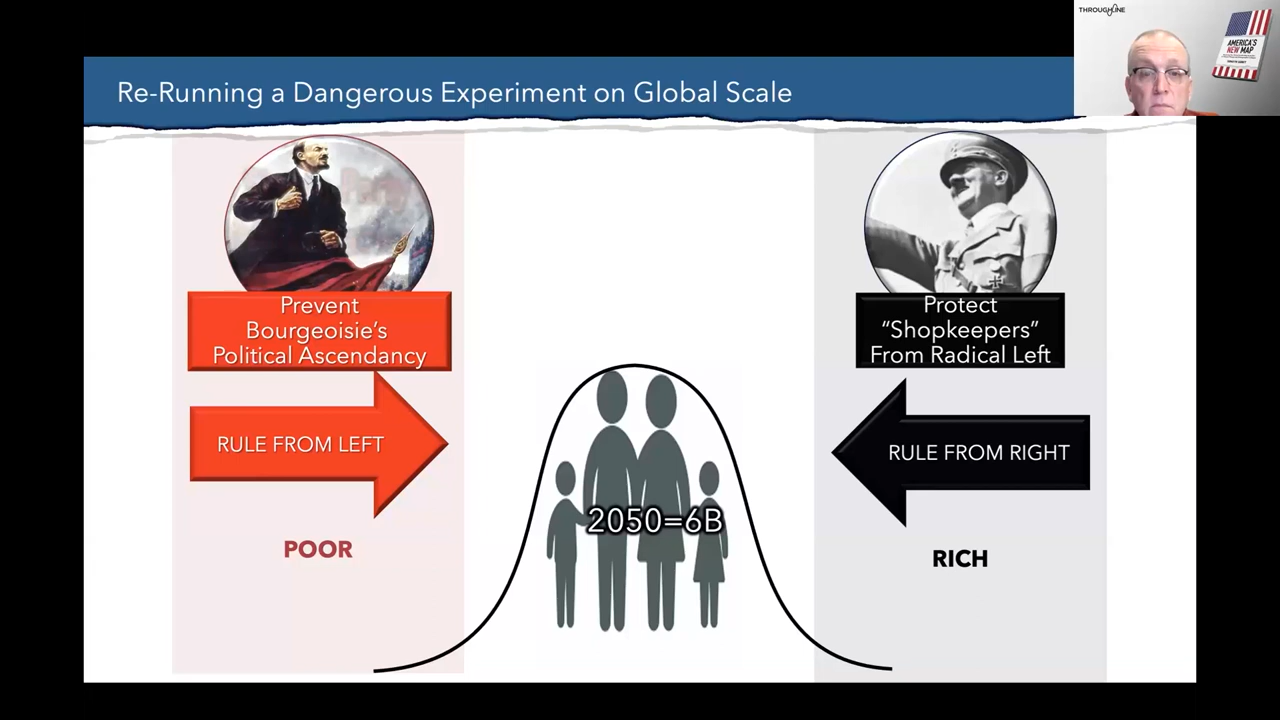 THROUGHLINE
AMERICA'S
NEW MAP
Re-Running a Dangerous Experiment on Global Scale
Prevent
Bourgeoisie's
Political Ascendancy
Protect
“Shopkeepers”
From Radical Left
RULE FROM LEFT
RULE FROM RIGHT
2050=6B
POOR
RICH